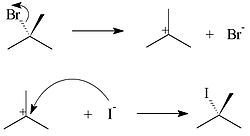 Br + + Br-
+ + I- I